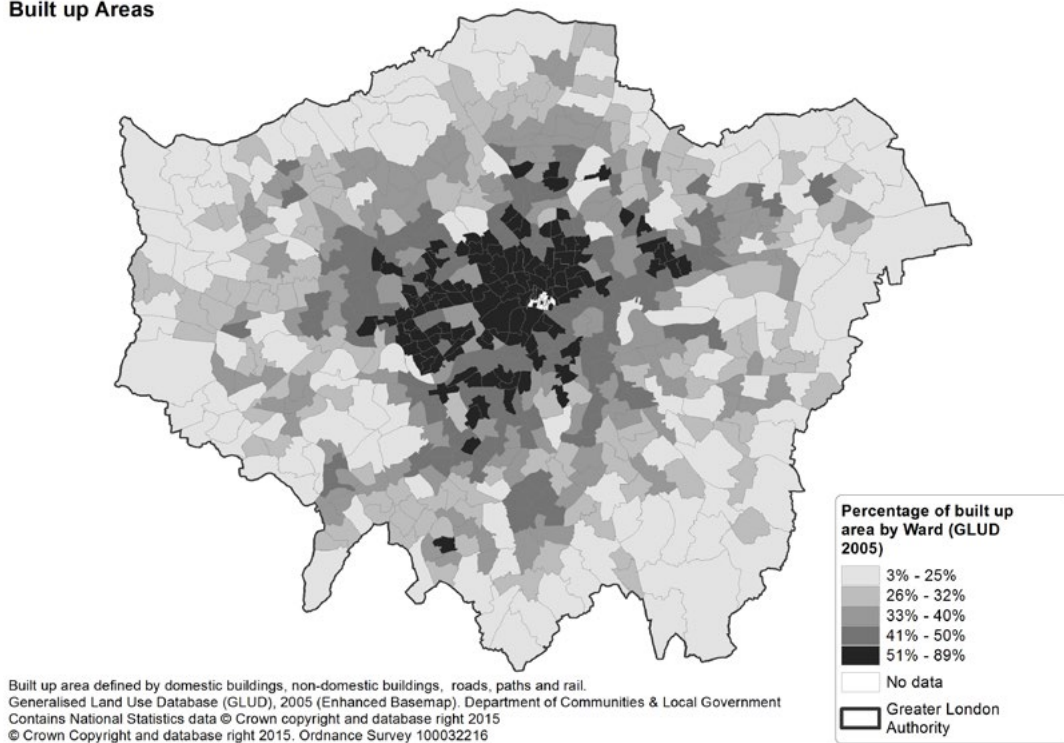 Built up Areas
Percentage of built up
area by Ward (GLUD
2005)
3% - 25%
26% - 32%
33% - 40%
41% - 50%
51% - 89%
No data
Greater London
Authority
Built up area defined by domestic buildings, non-domestic buildings, roads, paths and rail.
Generalised Land Use Database (GLUD), 2005 (Enhanced Basemap). Department of Communities & Local Government
Contains National Statistics data © Crown copyright and database right 2015
© Crown Copyright and database right 2015. Ordnance Survey 100032216